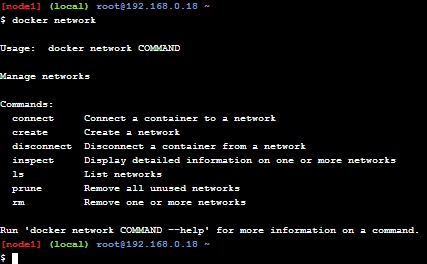 [node1] (local) root@192.168.0.18 ~
$ docker network

Usage:  docker network COMMAND

Manage networks

Commands:
  connect     Connect a container to a network
  create      Create a network
  disconnect  Disconnect a container from a network
  inspect     Display detailed information on one or more networks
  ls          List networks
  prune       Remove all unused networks
  rm          Remove one or more networks

Run 'docker network COMMAND --help' for more information on a command.
[node1] (local) root@192.168.0.18 ~
$